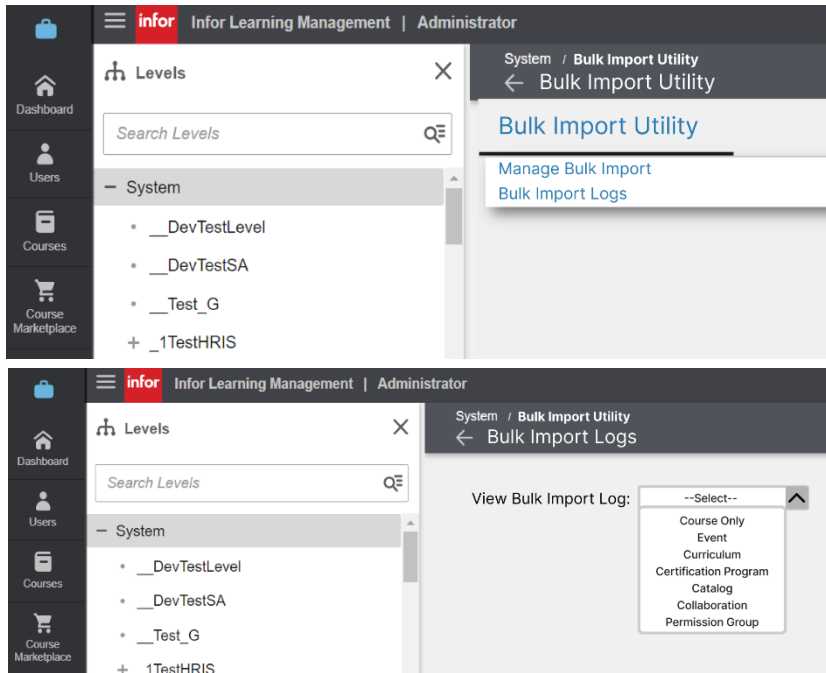 infor Infor Learning Management | Administrator
Levels
System / Bulk Import Utility
Bulk Import Utility
Dashboard
Search Levels
Bulk Import Utility
Users
System
Manage Bulk Import
Bulk Import Logs
__DevTestLevel
Courses
__DevTestSA
__Test_G
Course
Marketplace
_1TestHRIS
infor Infor Learning Management | Administrator
Levels
System / Bulk Import Utility
Bulk Import Logs
Dashboard
Search Levels
View Bulk Import Log: --Select--
Users
System
Course Only
Event
Curriculum
Certification Program
Catalog
Collaboration
Permission Group
__DevTestLevel
Courses
__DevTestSA
__Test_G
Course
Marketplace
_1TestHRIS